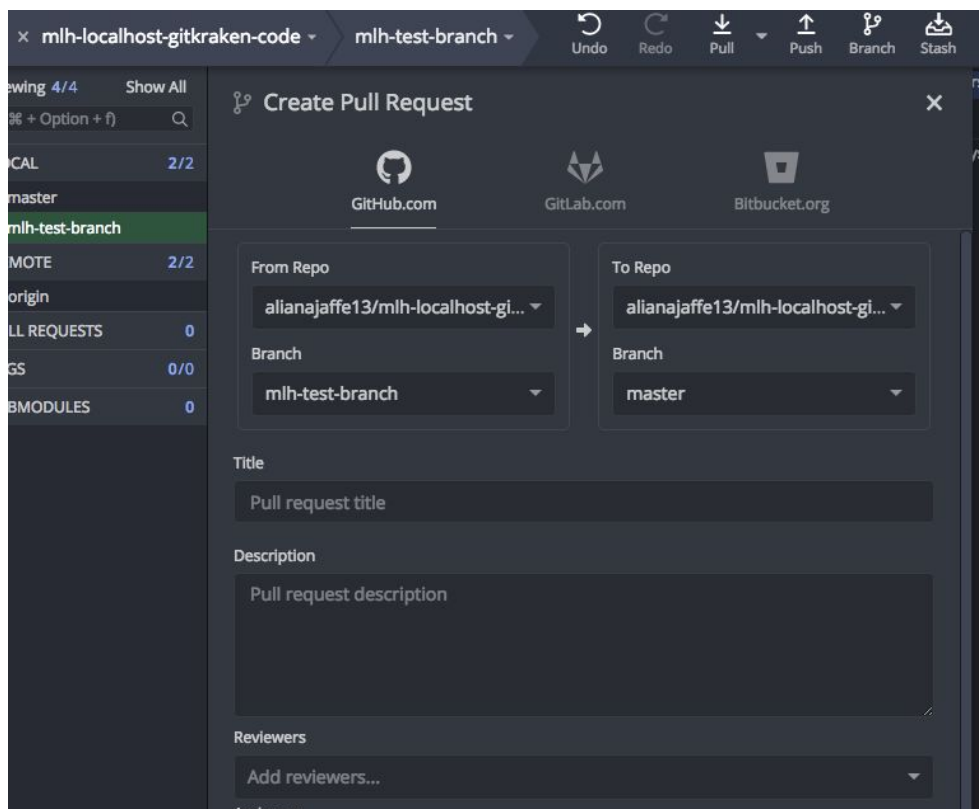 × mlh-localhost-gitkraken-code mlh-test-branch
Undo Redo Pull Push Branch Stash
ewing 4/4 Show All
⌘ + Option + f)
OCAL 2/2
master
mlh-test-branch
MOTE 2/2
origin
LL REQUESTS 0
GS 0/0
BMODULES 0
Create Pull Request ×
GitHub.com GitLab.com Bitbucket.org
From Repo
alianajaffe13/mlh-localhost-gi...
Branch
mlh-test-branch
To Repo
alianajaffe13/mlh-localhost-gi...
Branch
master
Title
Pull request title
Description
Pull request description
Reviewers
Add reviewers...